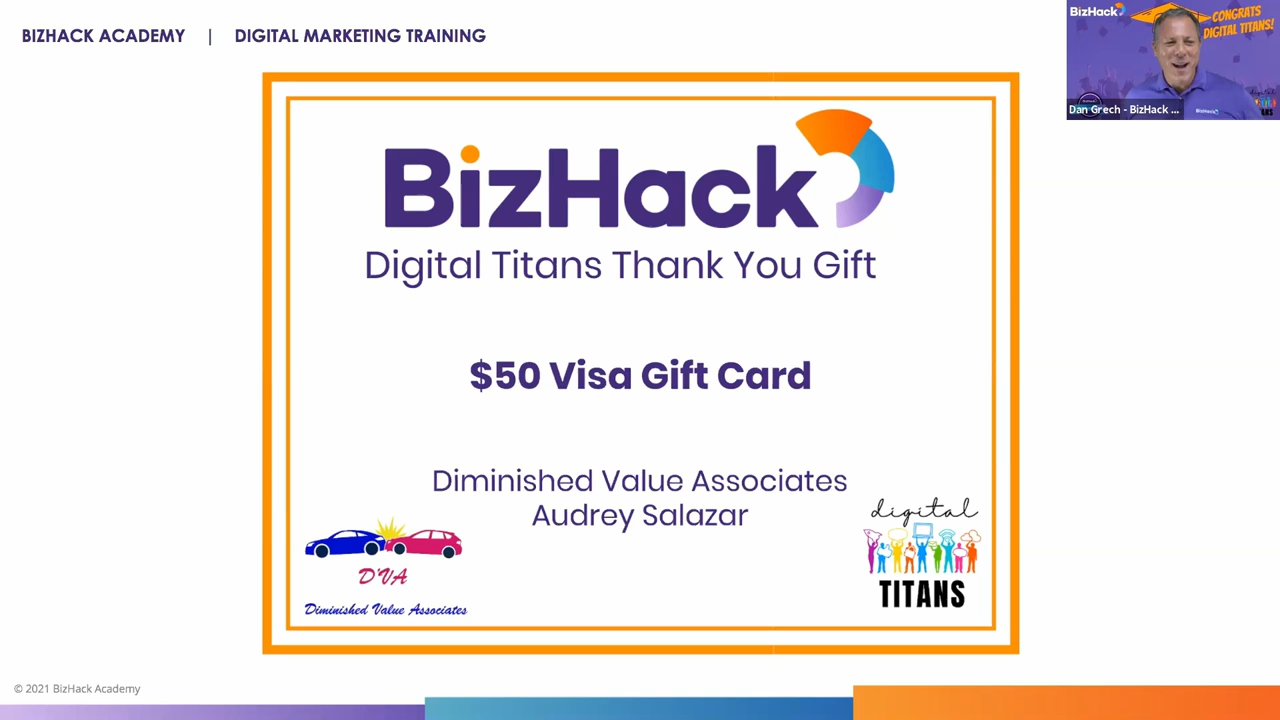 BIZHACK ACADEMY | DIGITAL MARKETING TRAINING
BizHack
CONGRATS
DIGITAL TITANS!
BizHack
Dan Grech - BizHack ...
BizHack
Digital Titans Thank You Gift
$50 Visa Gift Card
Diminished Value Associates
Audrey Salazar
D'VA
Diminished Value Associates
digital
TITANS
© 2021 BizHack Academy